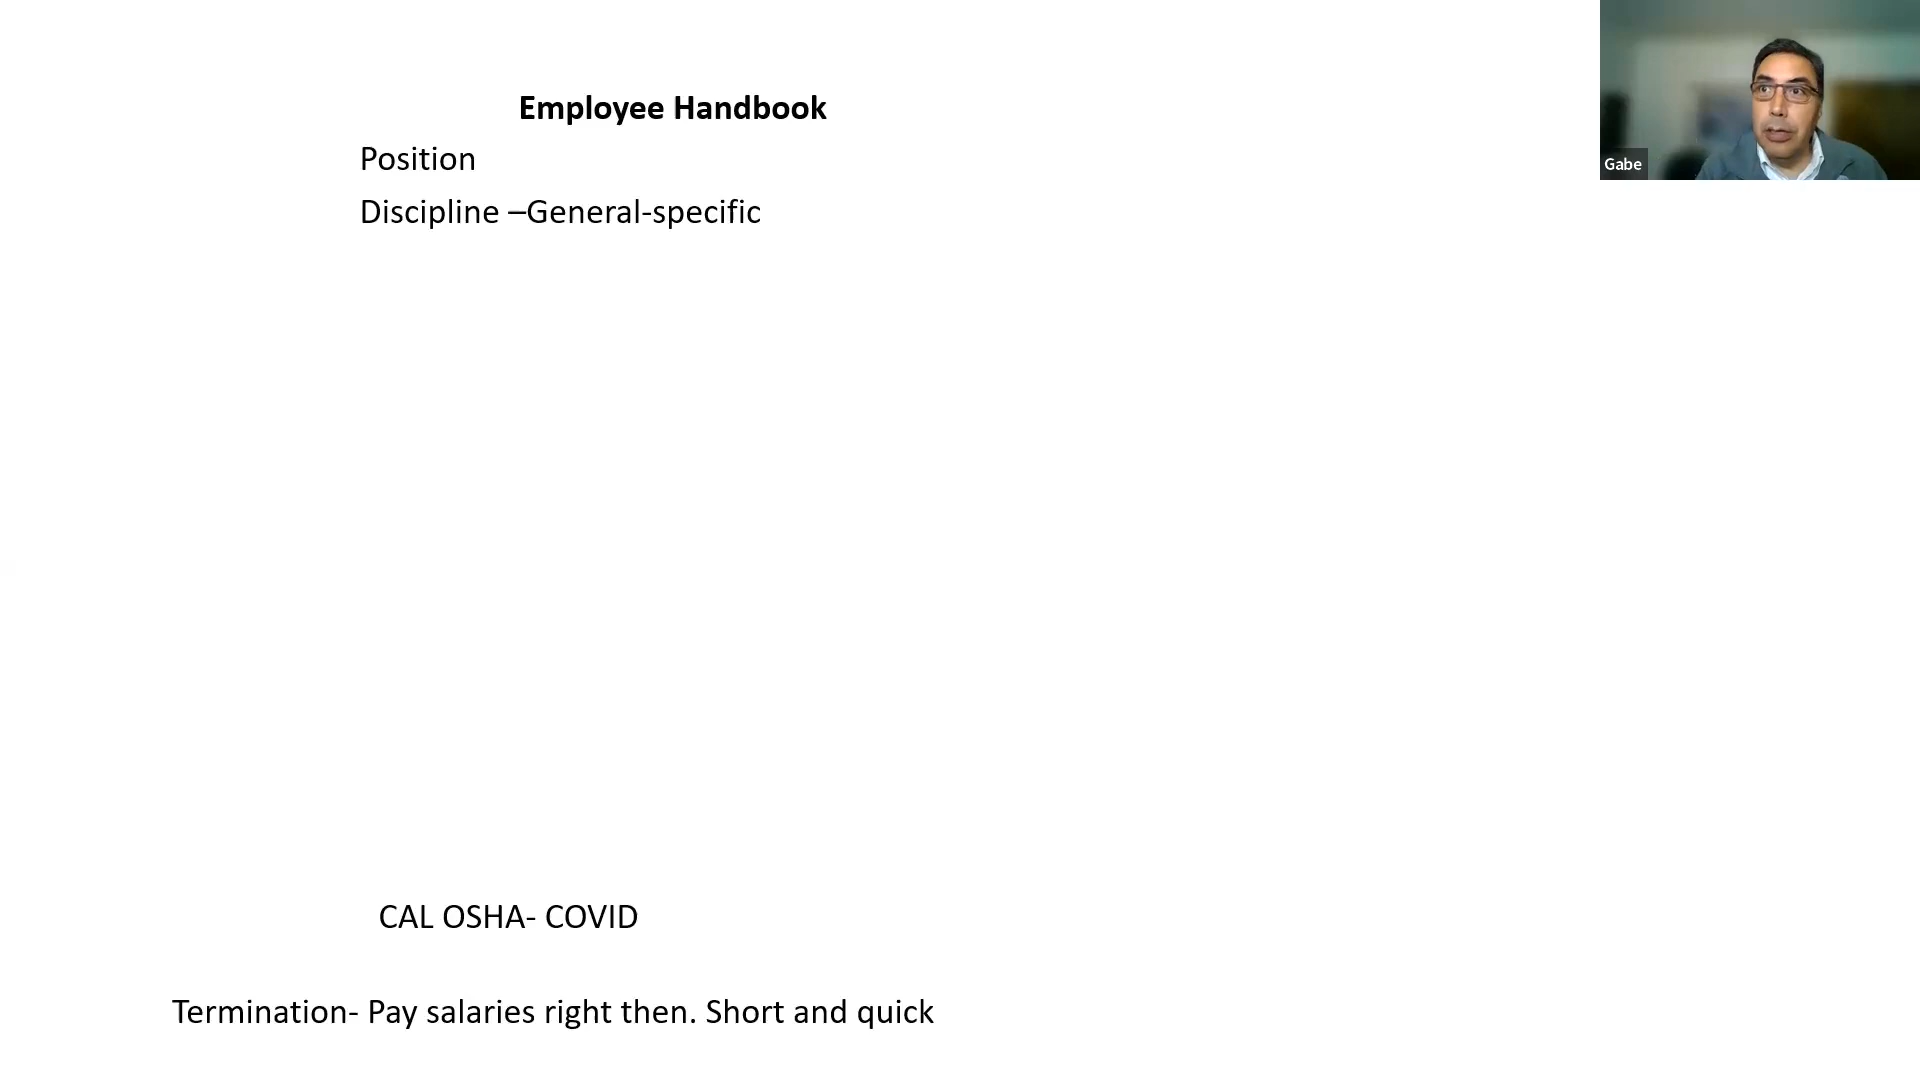 Employee Handbook
Position
Discipline –General-specific
CAL OSHA- COVID
Termination- Pay salaries right then. Short and quick
Gabe